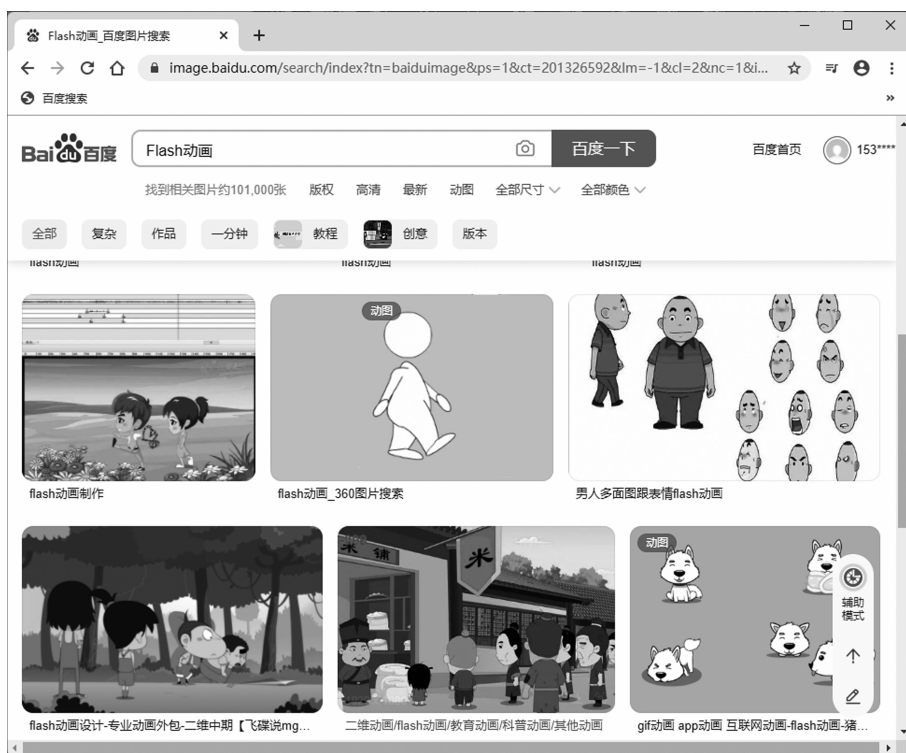 Flash动画_百度图片搜索
image.baidu.com/search/index?tn=baiduimage&ps=1&ct=201326592&lm=-1&cl=2&nc=1&i...
百度搜索
Bai du 百度
Flash动画
百度一下
百度首页
153****
找到相关图片约101,000张 版权 高清 最新 动图 全部尺寸 全部颜色
全部 复杂 作品 一分钟 教程 创意 版本
flash动画 flash动画 flash动画
动图
flash动画制作 flash动画_360图片搜索 男人多面图跟表情flash动画
米 铺
米
动图
辅助
模式
flash动画设计-专业动画外包-二维中期【飞碟说mg... 二维动画/flash动画/教育动画/科普动画/其他动画 gif动画 app动画 互联网动画-flash动画-猪...